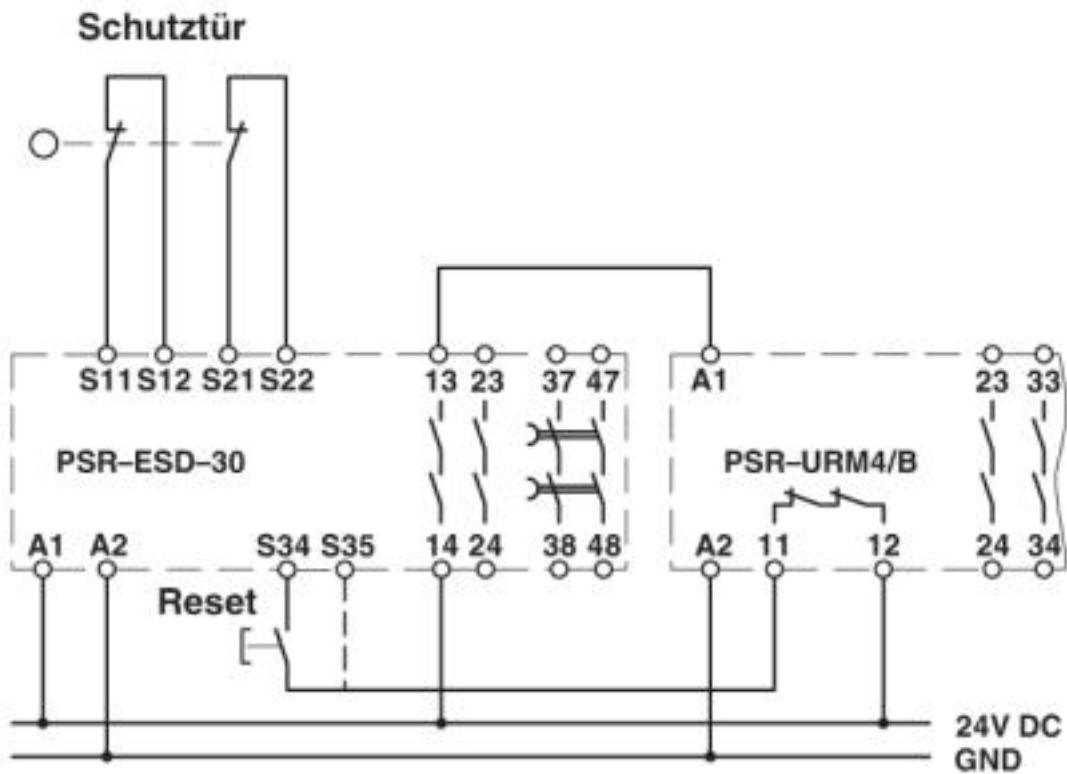 Schutztür
S11 S12 S21 S22 13 23 37 47 A1 23 33
PSR-ESD-30 PSR-URM4/B
A1 A2 S34 S35 14 24 38 48 A2 11 12 24 34
Reset
24V DC
GND